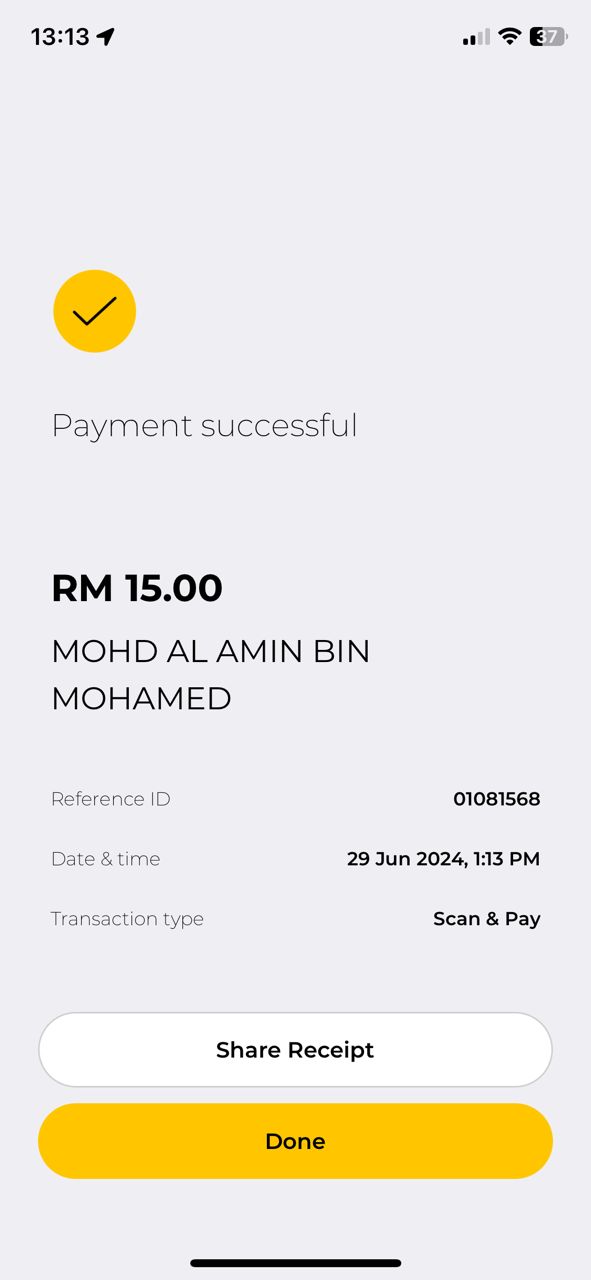 13:13
37
Payment successful
RM 15.00
MOHD AL AMIN BIN
MOHAMED
Reference ID 01081568
Date & time 29 Jun 2024, 1:13 PM
Transaction type Scan & Pay
Share Receipt
Done